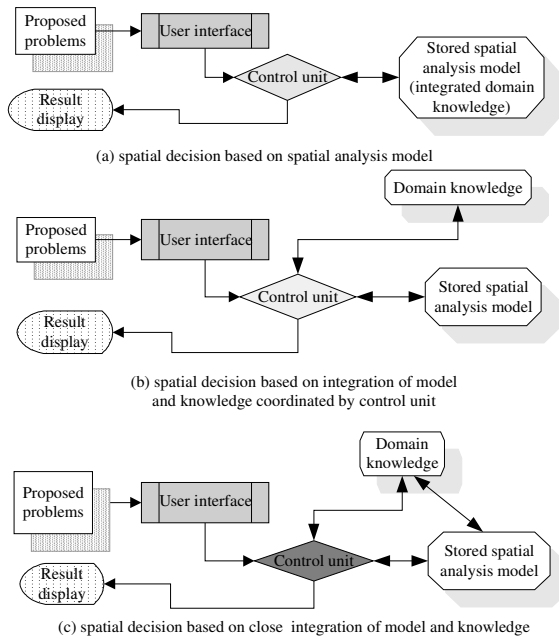 Proposed
problems
User interface
Control unit
Stored spatial
analysis model
(integrated domain
knowledge)
Result
display
(a) spatial decision based on spatial analysis model
Domain knowledge
Proposed
problems
User interface
Control unit
Stored spatial
analysis model
Result
display
(b) spatial decision based on integration of model
and knowledge coordinated by control unit
Domain
knowledge
Proposed
problems
User interface
Control unit
Stored spatial
analysis model
Result
display
(c) spatial decision based on close integration of model and knowledge